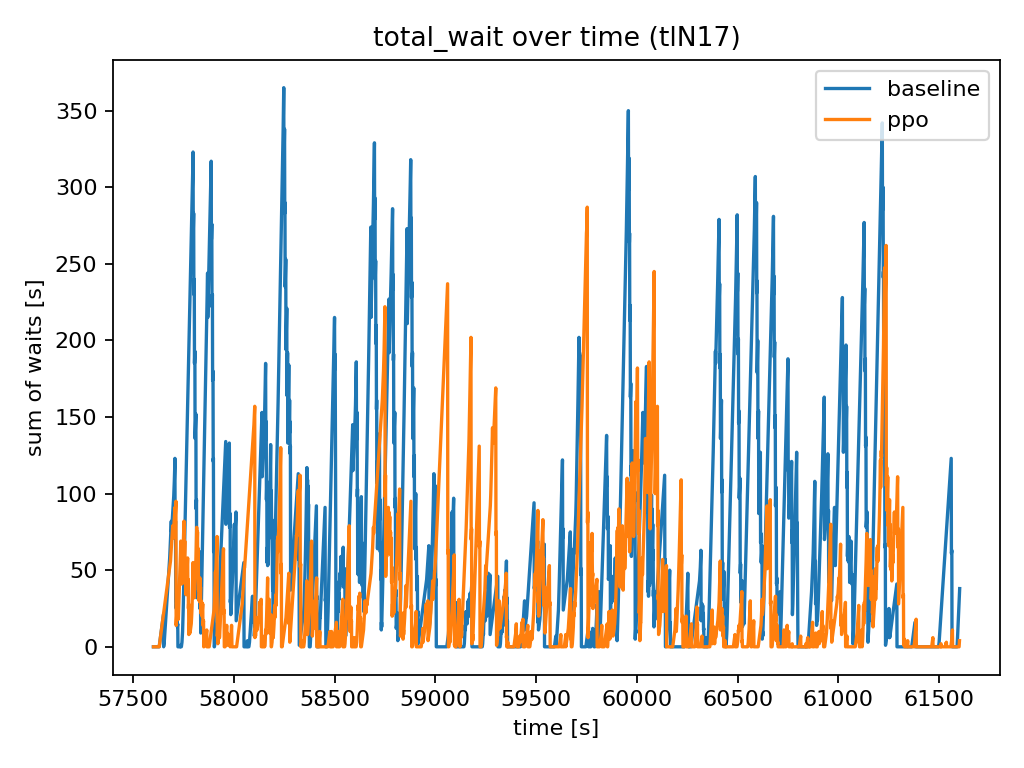 total_wait over time (tlN17)
baseline
ppo
350
300
250
200
150
100
50
0
sum of waits [s]
57500 58000 58500 59000 59500 60000 60500 61000 61500
time [s]